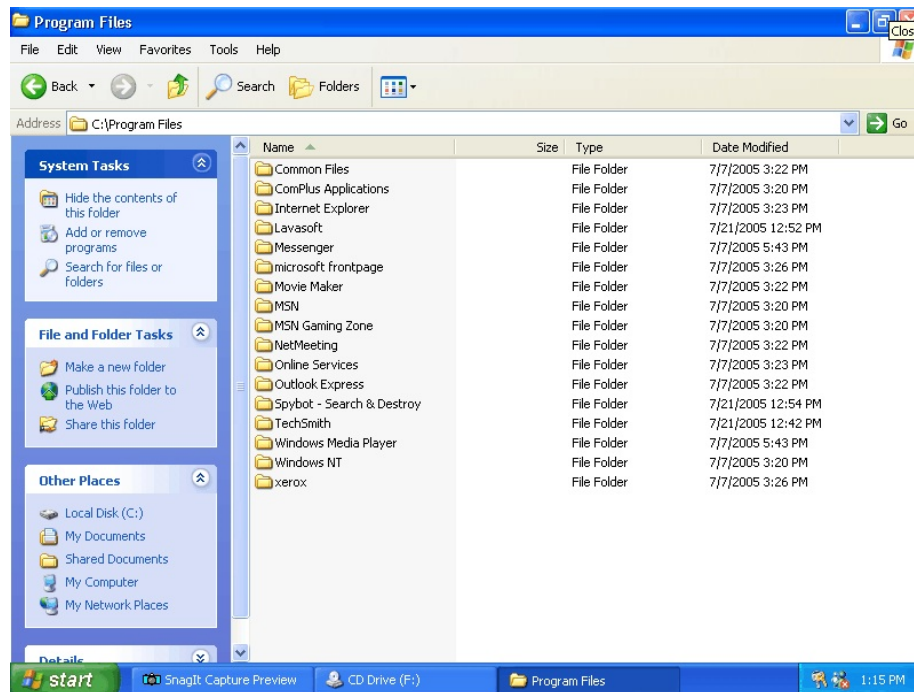 Program Files
Clos
File Edit View Favorites Tools Help
Back Search Folders
Address C:\Program Files Go
System Tasks
Hide the contents of
this folder
Add or remove
programs
Search for files or
folders
File and Folder Tasks
Make a new folder
Publish this folder to
the Web
Share this folder
Other Places
Local Disk (C:)
My Documents
Shared Documents
My Computer
My Network Places
Details
Name Size Type Date Modified
Common Files File Folder 7/7/2005 3:22 PM
ComPlus Applications File Folder 7/7/2005 3:20 PM
Internet Explorer File Folder 7/7/2005 3:23 PM
Lavasoft File Folder 7/21/2005 12:52 PM
Messenger File Folder 7/7/2005 5:43 PM
microsoft frontpage File Folder 7/7/2005 3:26 PM
Movie Maker File Folder 7/7/2005 3:22 PM
MSN File Folder 7/7/2005 3:20 PM
MSN Gaming Zone File Folder 7/7/2005 3:20 PM
NetMeeting File Folder 7/7/2005 3:22 PM
Online Services File Folder 7/7/2005 3:23 PM
Outlook Express File Folder 7/7/2005 3:22 PM
Spybot - Search & Destroy File Folder 7/21/2005 12:54 PM
TechSmith File Folder 7/21/2005 12:42 PM
Windows Media Player File Folder 7/7/2005 5:43 PM
Windows NT File Folder 7/7/2005 3:20 PM
xerox File Folder 7/7/2005 3:26 PM
start SnagIt Capture Preview CD Drive (F:) Program Files 1:15 PM